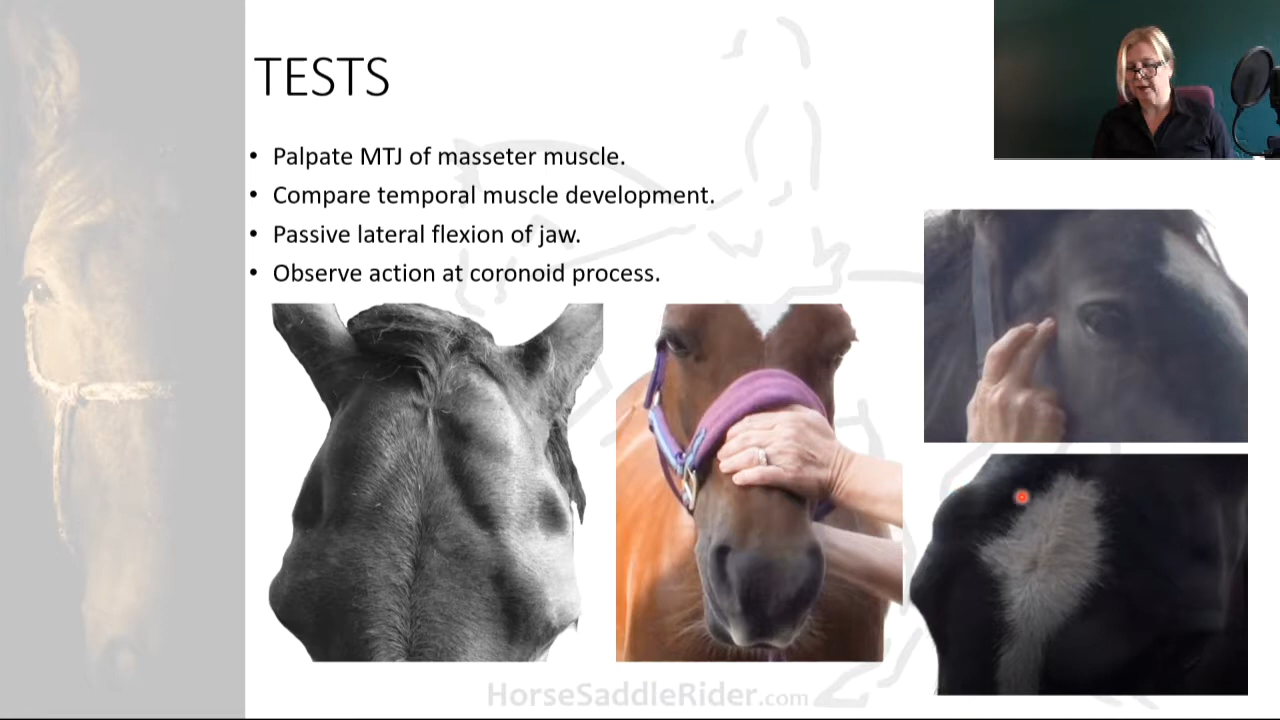 TESTS
• Palpate MTJ of masseter muscle.
• Compare temporal muscle development.
• Passive lateral flexion of jaw.
• Observe action at coronoid process.
HorseSaddleRider.com